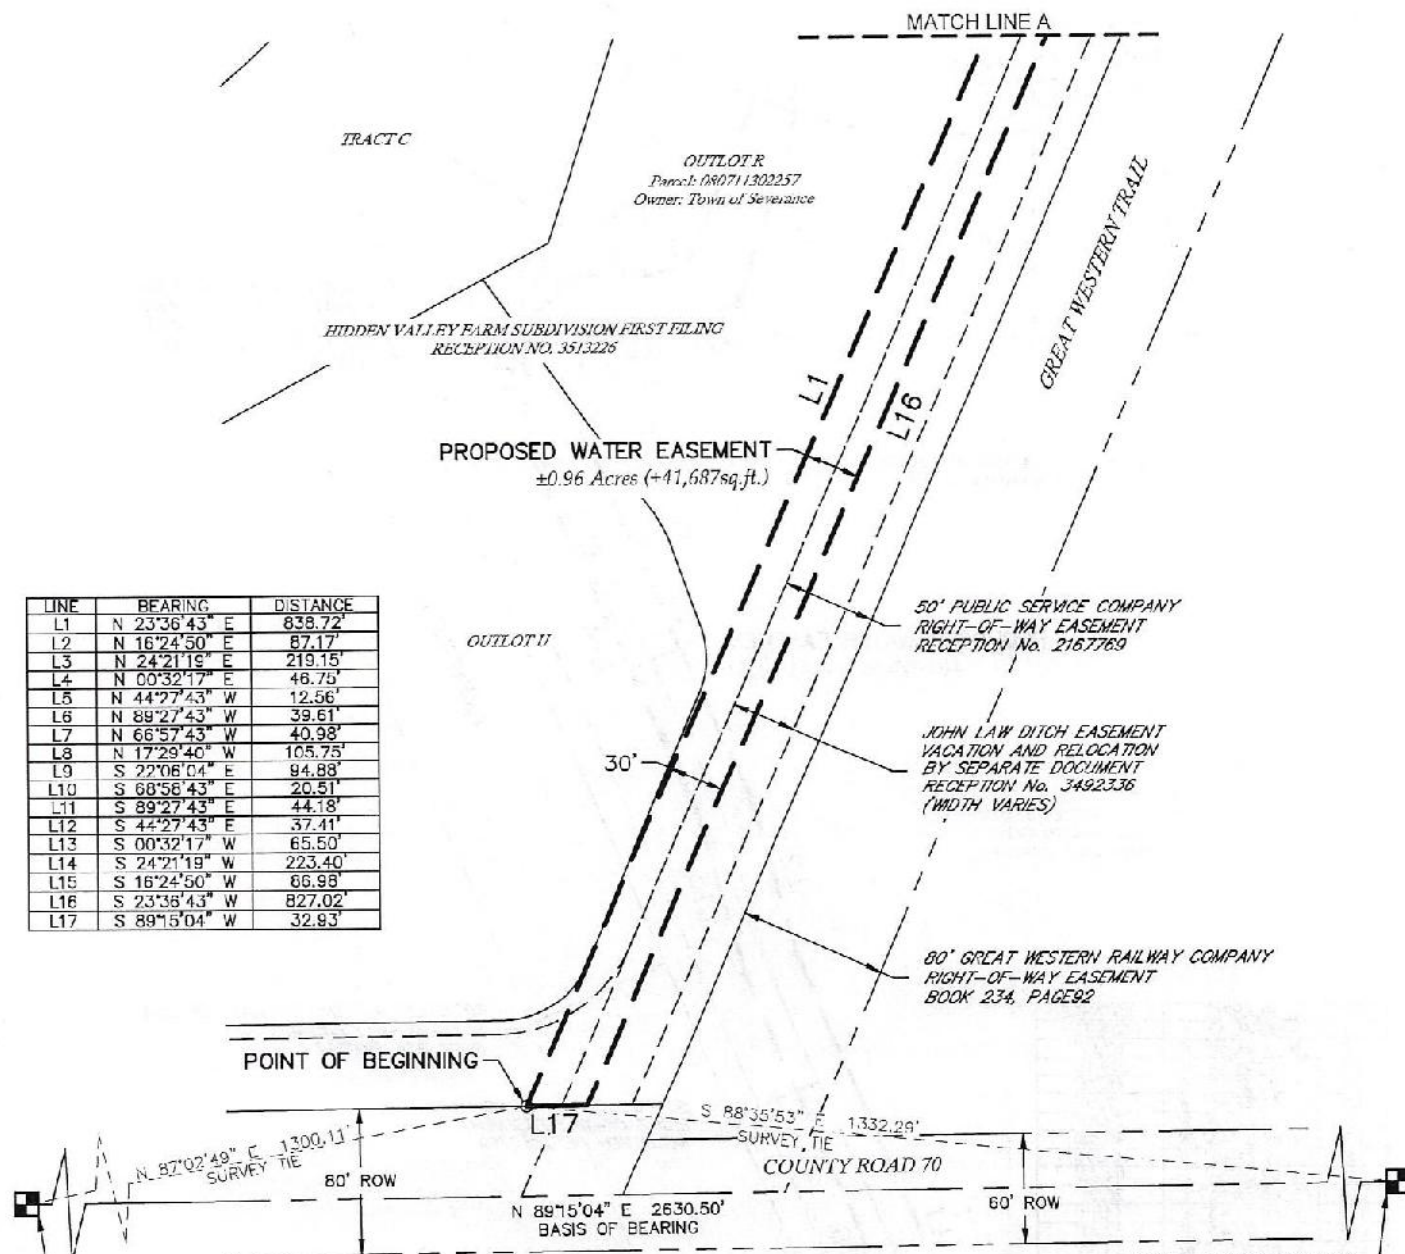 MATCH LINE A
TRACT C
OUTLOT R
Parcel: 080711302257
Owner: Town of Severance
GREAT WESTERN TRAIL
HIDDEN VALLEY FARM SUBDIVISION FIRST FILING
RECEPTION NO. 3513226
L1
L16
PROPOSED WATER EASEMENT
±0.96 Acres (+41,687sq.ft.)
LINE BEARING DISTANCE
L1 N 23°36'43" E 838.72'
L2 N 16°24'50" E 87.17'
L3 N 24°21'19" E 219.15'
L4 N 00°32'17" E 46.75'
L5 N 44°27'43" W 12.56'
L6 N 89°27'43" W 39.61'
L7 N 66°57'43" W 40.98'
L8 N 17°29'40" W 105.75'
L9 S 22°06'04" E 94.88'
L10 S 68°58'43" E 20.51'
L11 S 89°27'43" E 44.18'
L12 S 44°27'43" E 37.41'
L13 S 00°32'17" W 65.50'
L14 S 24°21'19" W 223.40'
L15 S 16°24'50" W 86.98'
L16 S 23°36'43" W 827.02'
L17 S 89°15'04" W 32.93'
OUTLOT U
50' PUBLIC SERVICE COMPANY
RIGHT-OF-WAY EASEMENT
RECEPTION No. 2167769
JOHN LAW DITCH EASEMENT
VACATION AND RELOCATION
BY SEPARATE DOCUMENT
RECEPTION No. 3492336
(WIDTH VARIES)
30'
80' GREAT WESTERN RAILWAY COMPANY
RIGHT-OF-WAY EASEMENT
BOOK 234, PAGE92
POINT OF BEGINNING
L17
S 88°35'53" E 1332.29'
SURVEY TIE
N 87°02'49" E 1300.11'
SURVEY TIE
COUNTY ROAD 70
80' ROW
60' ROW
N 89°15'04" E 2630.50'
BASIS OF BEARING